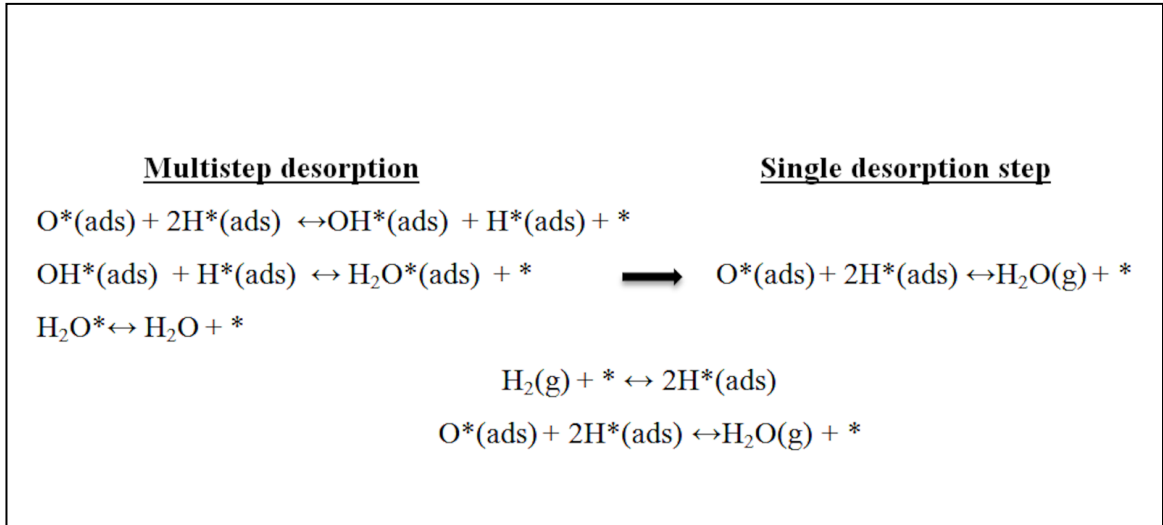 Multistep desorption
O*(ads) + 2H*(ads) ↔OH*(ads) + H*(ads) + *
OH*(ads) + H*(ads) ↔ H₂O*(ads) + *
H₂O*↔ H₂O + *
Single desorption step
O*(ads) + 2H*(ads) ↔H₂O(g) + *
H₂(g) + * ↔ 2H*(ads)
O*(ads) + 2H*(ads) ↔H₂O(g) + *